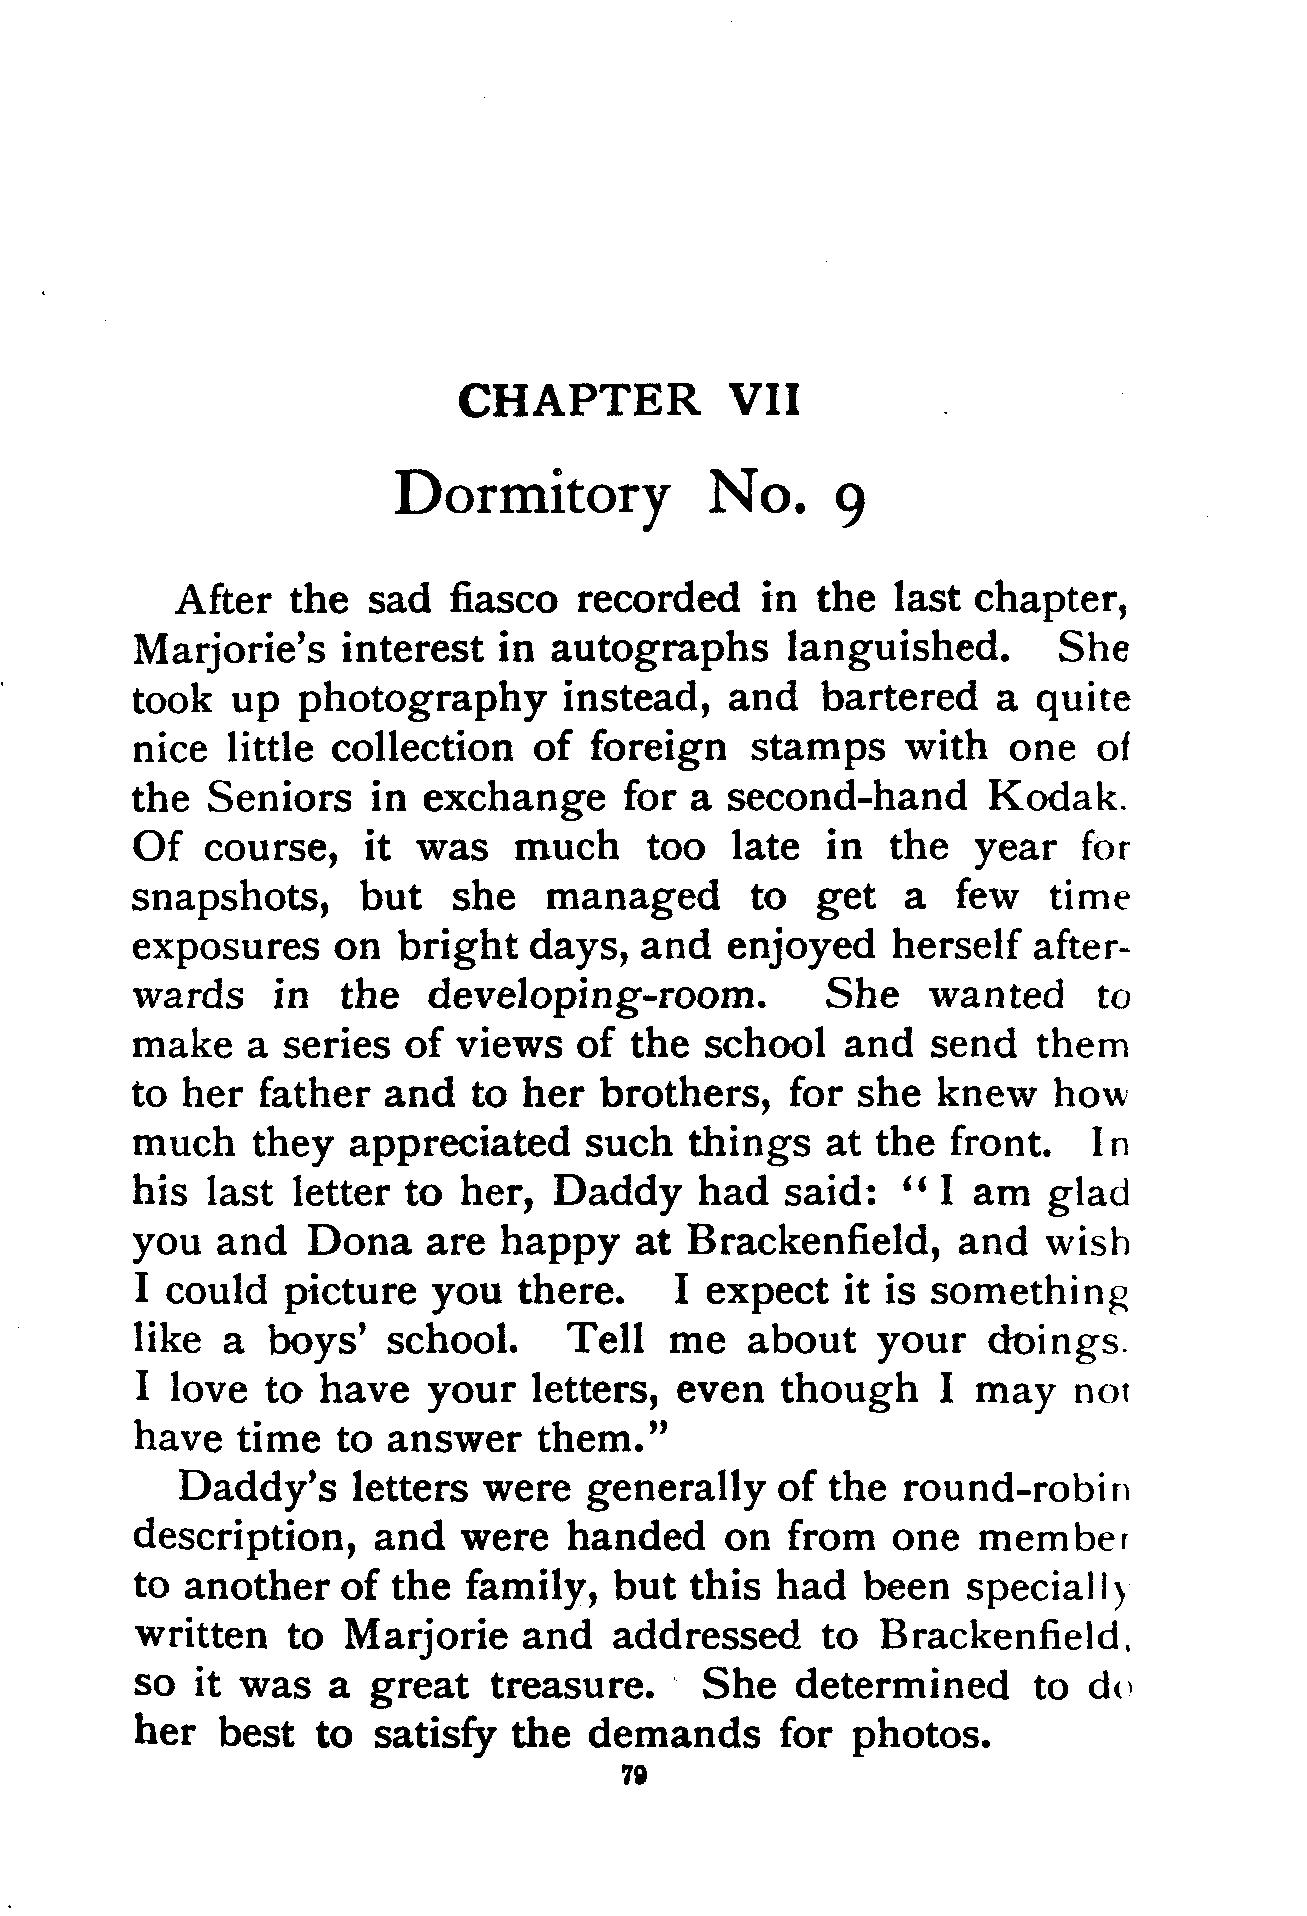 CHAPTER VII
Dormitory No. 9
After the sad fiasco recorded in the last chapter,
Marjorie's interest in autographs languished. She
took up photography instead, and bartered a quite
nice little collection of foreign stamps with one of
the Seniors in exchange for a second-hand Kodak.
Of course, it was much too late in the year for
snapshots, but she managed to get a few time
exposures on bright days, and enjoyed herself after-
wards in the developing-room. She wanted to
make a series of views of the school and send them
to her father and to her brothers, for she knew how
much they appreciated such things at the front. In
his last letter to her, Daddy had said: “I am glad
you and Dona are happy at Brackenfield, and wish
I could picture you there. I expect it is something
like a boys' school. Tell me about your doings.
I love to have your letters, even though I may not
have time to answer them.”
Daddy's letters were generally of the round-robin
description, and were handed on from one member
to another of the family, but this had been specially
written to Marjorie and addressed to Brackenfield,
so it was a great treasure. She determined to do
her best to satisfy the demands for photos.
79